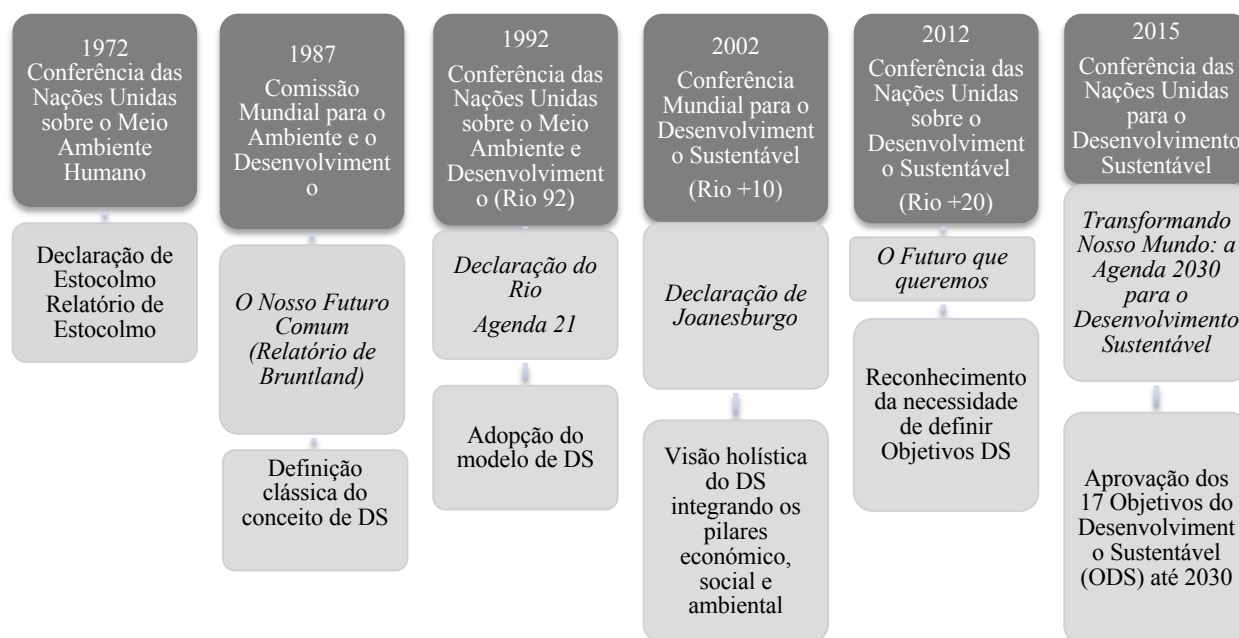 1972
Conferência das
Nações Unidas
sobre o Meio
Ambiente
Humano
Declaração de
Estocolmo
Relatório de
Estocolmo
1987
Comissão
Mundial para o
Ambiente e o
Desenvolviment
o
O Nosso Futuro
Comum
(Relatório de
Bruntland)
Definição
clássica do
conceito de DS
1992
Conferência das
Nações Unidas
sobre o Meio
Ambiente e
Desenvolviment
o (Rio 92)
Declaração do
Rio
Agenda 21
Adopção do
modelo de DS
2002
Conferência
Mundial para o
Desenvolviment
o Sustentável
(Rio +10)
Declaração de
Joanesburgo
Visão holística
do DS
integrando os
pilares
económico,
social e
ambiental
2012
Conferência das
Nações Unidas
sobre o
Desenvolviment
o Sustentável
(Rio +20)
O Futuro que
queremos
Reconhecimento
da necessidade
de definir
Objetivos DS
2015
Conferência das
Nações Unidas
para o
Desenvolvimento
Sustentável
Transformando
Nosso Mundo: a
Agenda 2030
para o
Desenvolvimento
Sustentável
Aprovação dos
17 Objetivos do
Desenvolviment
o Sustentável
(ODS) até 2030